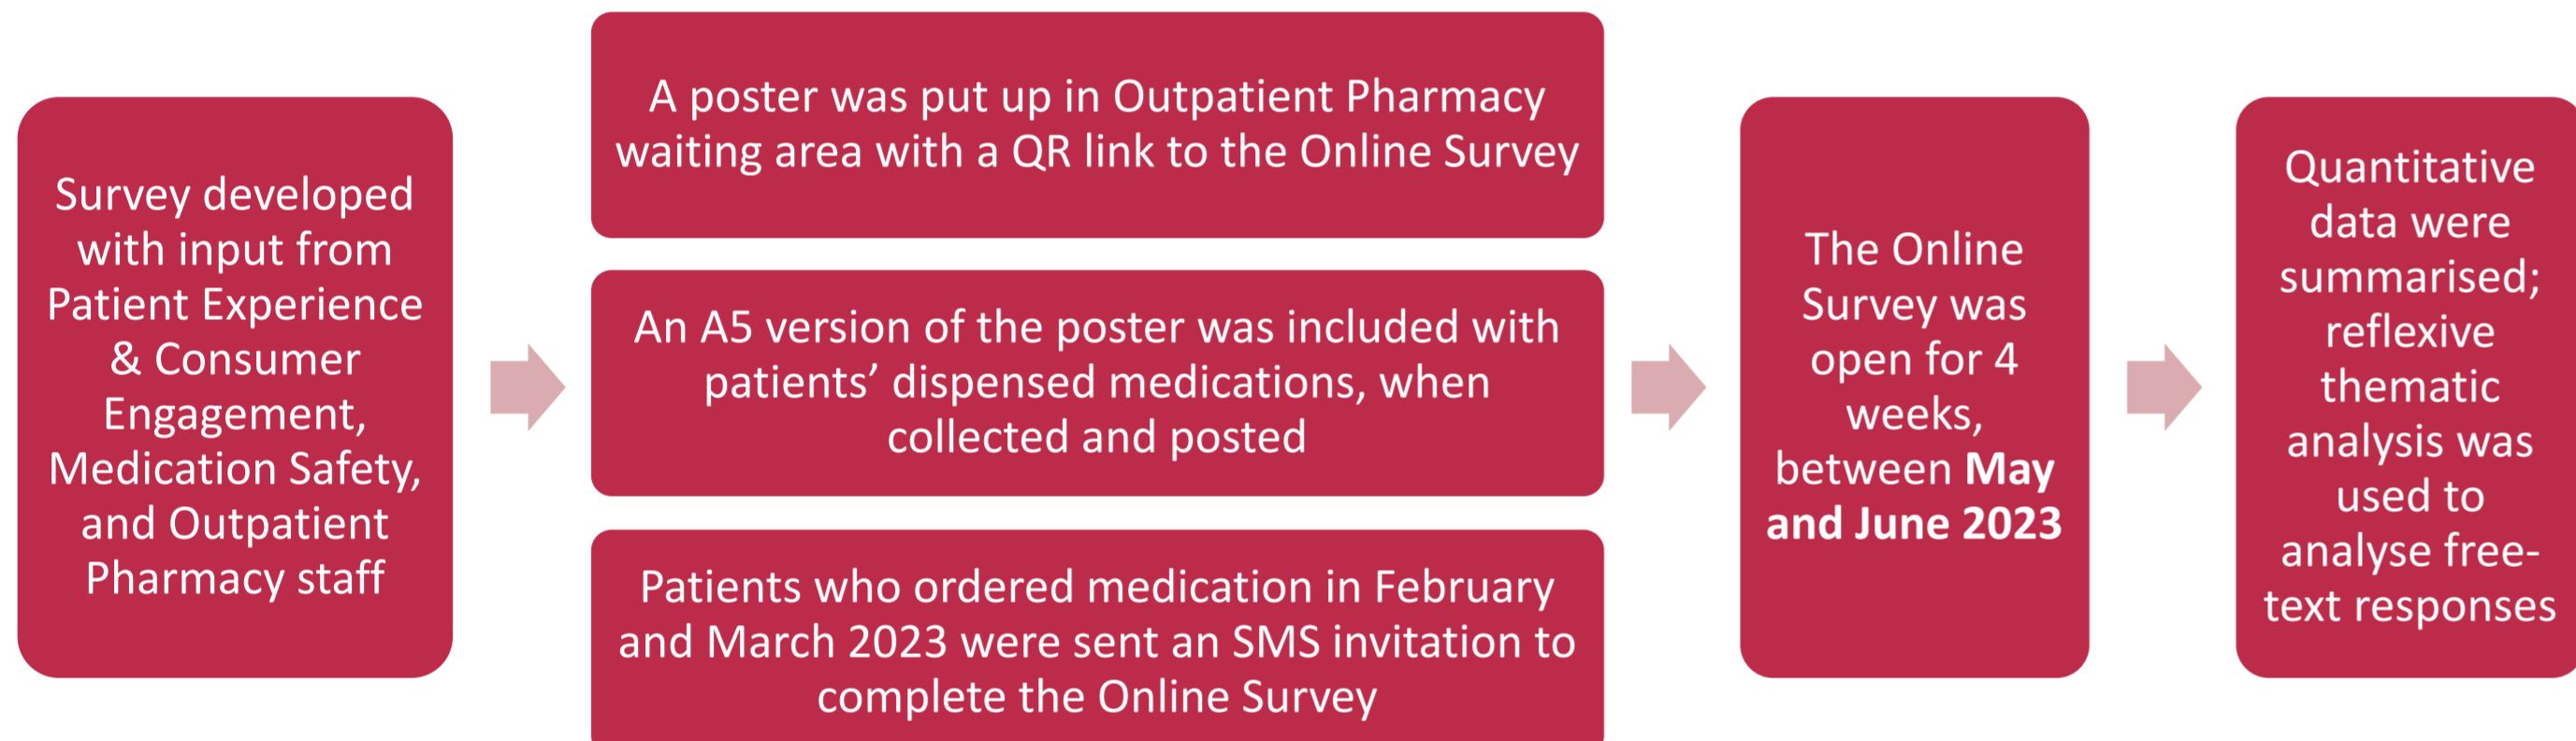 Survey developed
with input from
Patient Experience
& Consumer
Engagement,
Medication Safety,
and Outpatient
Pharmacy staff
A poster was put up in Outpatient Pharmacy
waiting area with a QR link to the Online Survey
An A5 version of the poster was included with
patients’ dispensed medications, when
collected and posted
Patients who ordered medication in February
and March 2023 were sent an SMS invitation to
complete the Online Survey
The Online
Survey was
open for 4
weeks,
between May
and June 2023
Quantitative
data were
summarised;
reflexive
thematic
analysis was
used to
analyse free-
text responses